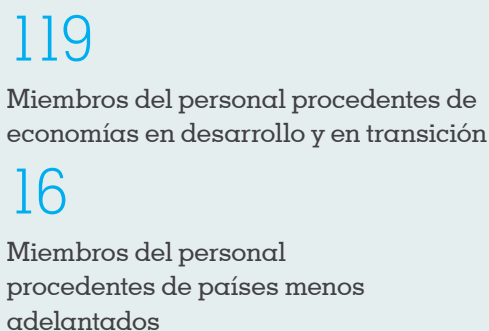 119
Miembros del personal procedentes de
economías en desarrollo y en transición
16
Miembros del personal
procedentes de países menos
adelantados